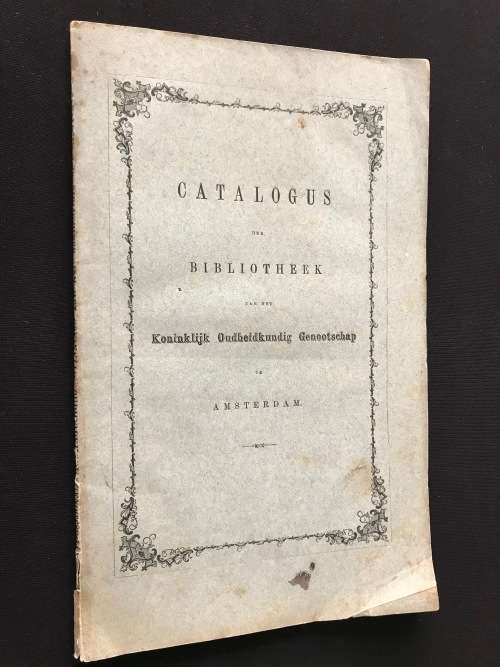 CATALOGUS
DER
BIBLIOTHEEK
VAN HET
Koninklijk Oudheidkundig Genootschap
TE
AMSTERDAM.